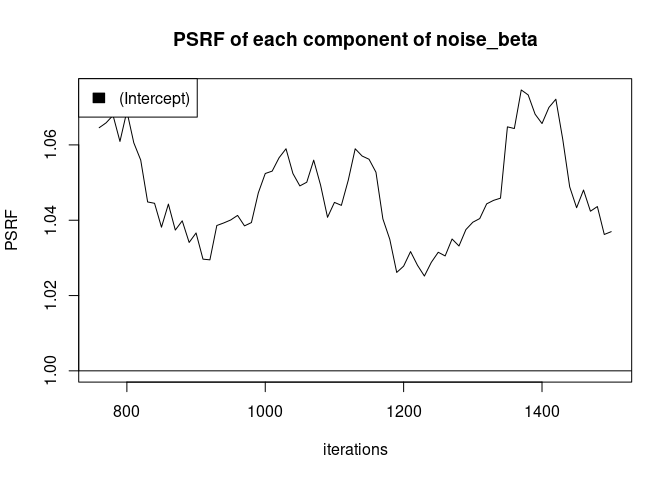 PSRF of each component of noise_beta
(Intercept)
PSRF
1.06
1.04
1.02
1.00
800 1000 1200 1400
iterations